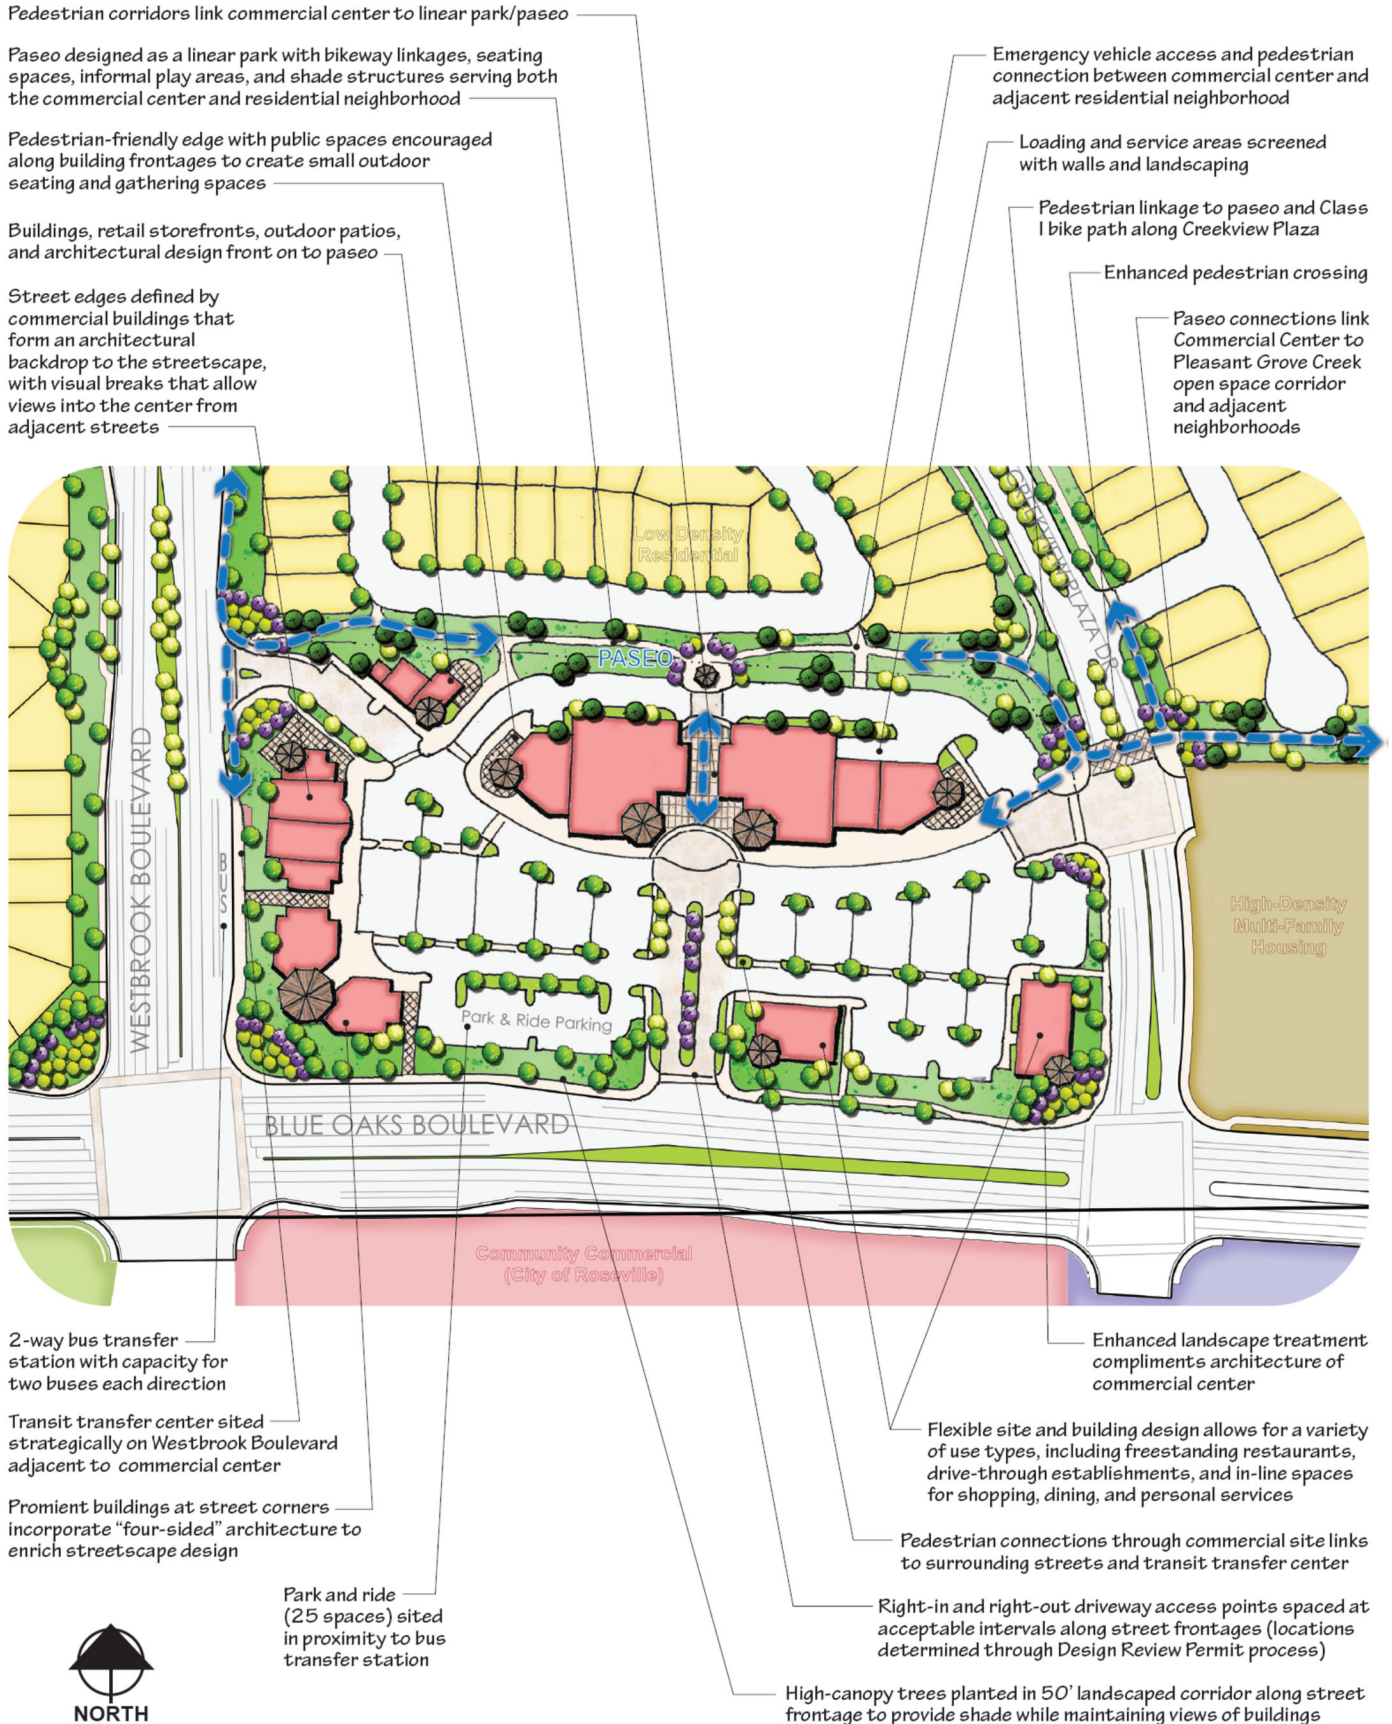 Pedestrian corridors link commercial center to linear park/paseo
Paseo designed as a linear park with bikeway linkages, seating
spaces, informal play areas, and shade structures serving both
the commercial center and residential neighborhood
Pedestrian-friendly edge with public spaces encouraged
along building frontages to create small outdoor
seating and gathering spaces
Buildings, retail storefronts, outdoor patios,
and architectural design front on to paseo
Street edges defined by
commercial buildings that
form an architectural
backdrop to the streetscape,
with visual breaks that allow
views into the center from
adjacent streets
Emergency vehicle access and pedestrian
connection between commercial center and
adjacent residential neighborhood
Loading and service areas screened
with walls and landscaping
Pedestrian linkage to paseo and Class
I bike path along Creekview Plaza
Enhanced pedestrian crossing
Paseo connections link
Commercial Center to
Pleasant Grove Creek
open space corridor
and adjacent
neighborhoods
Low Density
Residential
CREEKVIEW PLAZA DR
PASEO
WESTBROOK BOULEVARD
BUS
High-Density
Multi-Family
Housing
Park & Ride Parking
BLUE OAKS BOULEVARD
Community Commercial
(City of Roseville)
2-way bus transfer
station with capacity for
two buses each direction
Transit transfer center sited
strategically on Westbrook Boulevard
adjacent to commercial center
Promient buildings at street corners
incorporate “four-sided” architecture to
enrich streetscape design
Park and ride
(25 spaces) sited
in proximity to bus
transfer station
NORTH
Enhanced landscape treatment
compliments architecture of
commercial center
Flexible site and building design allows for a variety
of use types, including freestanding restaurants,
drive-through establishments, and in-line spaces
for shopping, dining, and personal services
Pedestrian connections through commercial site links
to surrounding streets and transit transfer center
Right-in and right-out driveway access points spaced at
acceptable intervals along street frontages (locations
determined through Design Review Permit process)
High-canopy trees planted in 50’ landscaped corridor along street
frontage to provide shade while maintaining views of buildings